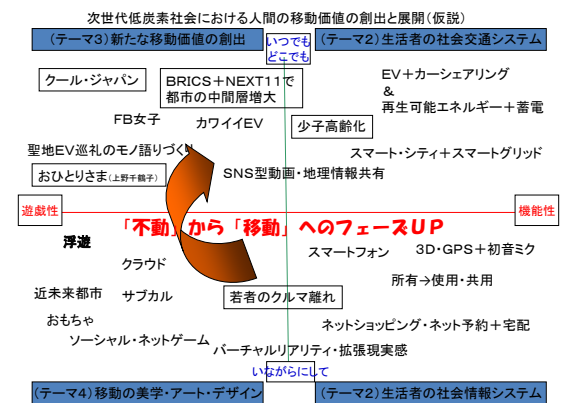 次世代低炭素社会における人間の移動価値の創出と展開(仮説)
(テーマ3)新たな移動価値の創出
いつでも
どこでも
(テーマ2)生活者の社会交通システム
クール・ジャパン
BRICS+NEXT11で
都市の中間層増大
EV+カーシェアリング
&
再生可能エネルギー+蓄電
FB女子
カワイイEV
少子高齢化
聖地EV巡礼のモノ語りづくり
スマート・シティ+スマートグリッド
おひとりさま(上野千鶴子)
SNS型動画・地理情報共有
遊戯性
機能性
「不動」から「移動」へのフェーズUP
浮遊
スマートフォン
3D・GPS+初音ミク
クラウド
所有→使用・共用
近未来都市
サブカル
若者のクルマ離れ
おもちゃ
ネットショッピング・ネット予約+宅配
ソーシャル・ネットゲーム
バーチャルリアリティ・拡張現実感
いながらにして
(テーマ4)移動の美学・アート・デザイン
(テーマ2)生活者の社会情報システム